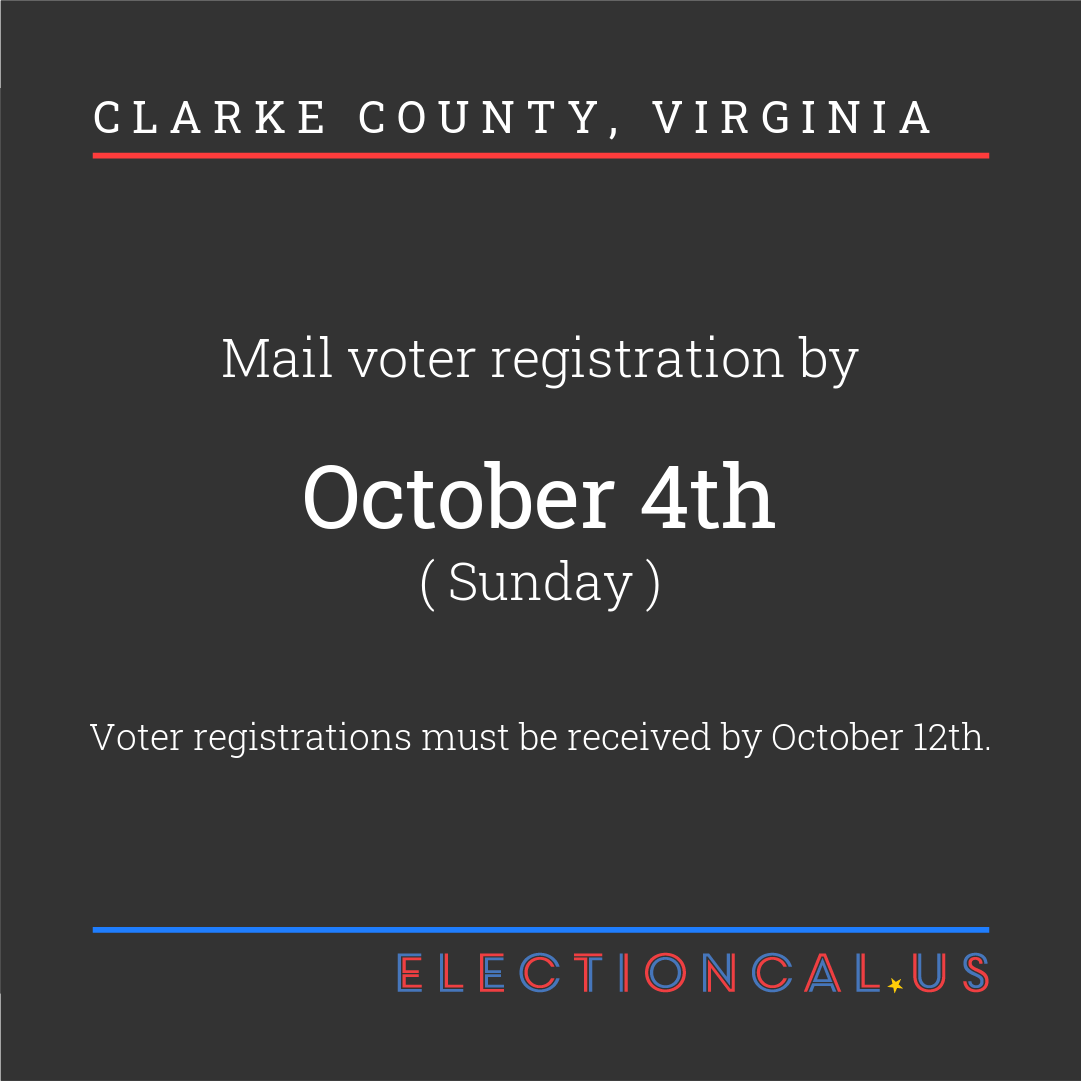 CLARKE COUNTY, VIRGINIA
Mail voter registration by
October 4th
( Sunday )
Voter registrations must be received by October 12th.
ELECTIONCAL.US